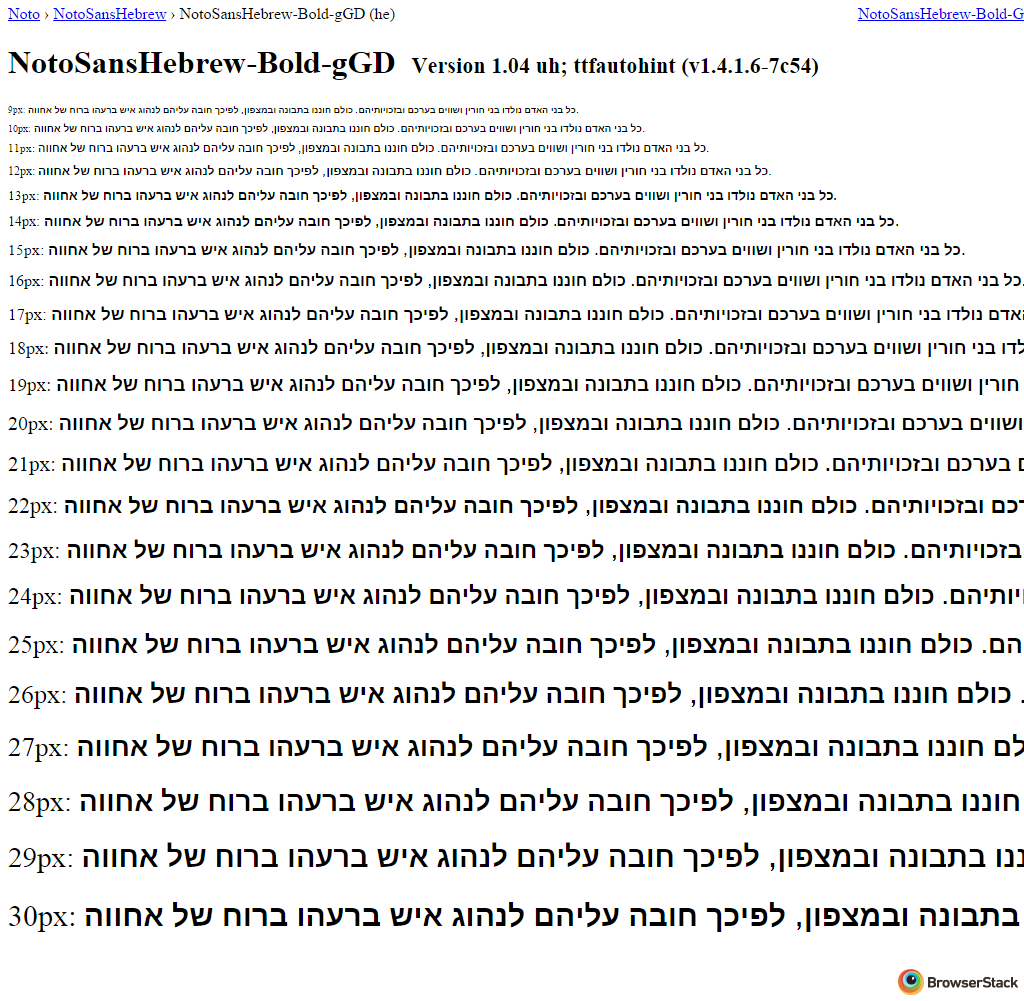 Noto › NotoSansHebrew › NotoSansHebrew-Bold-gGD (he) NotoSansHebrew-Bold-G
NotoSansHebrew-Bold-gGD Version 1.04 uh; ttfautohint (v1.4.1.6-7c54)
9px: כל בני האדם נולדו בני חורין ושווים בערכם ובזכויותיהם. כולם חוננו בתבונה ובמצפון, לפיכך חובה עליהם לנהוג איש ברעהו ברוח של אחווה.
10px: כל בני האדם נולדו בני חורין ושווים בערכם ובזכויותיהם. כולם חוננו בתבונה ובמצפון, לפיכך חובה עליהם לנהוג איש ברעהו ברוח של אחווה.
11px: כל בני האדם נולדו בני חורין ושווים בערכם ובזכויותיהם. כולם חוננו בתבונה ובמצפון, לפיכך חובה עליהם לנהוג איש ברעהו ברוח של אחווה.
12px: כל בני האדם נולדו בני חורין ושווים בערכם ובזכויותיהם. כולם חוננו בתבונה ובמצפון, לפיכך חובה עליהם לנהוג איש ברעהו ברוח של אחווה.
13px: כל בני האדם נולדו בני חורין ושווים בערכם ובזכויותיהם. כולם חוננו בתבונה ובמצפון, לפיכך חובה עליהם לנהוג איש ברעהו ברוח של אחווה.
14px: כל בני האדם נולדו בני חורין ושווים בערכם ובזכויותיהם. כולם חוננו בתבונה ובמצפון, לפיכך חובה עליהם לנהוג איש ברעהו ברוח של אחווה.
15px: כל בני האדם נולדו בני חורין ושווים בערכם ובזכויותיהם. כולם חוננו בתבונה ובמצפון, לפיכך חובה עליהם לנהוג איש ברעהו ברוח של אחווה.
16px: כל בני האדם נולדו בני חורין ושווים בערכם ובזכויותיהם. כולם חוננו בתבונה ובמצפון, לפיכך חובה עליהם לנהוג איש ברעהו ברוח של אחווה.
17px: האדם נולדו בני חורין ושווים בערכם ובזכויותיהם. כולם חוננו בתבונה ובמצפון, לפיכך חובה עליהם לנהוג איש ברעהו ברוח של אחווה
18px: לדו בני חורין ושווים בערכם ובזכויותיהם. כולם חוננו בתבונה ובמצפון, לפיכך חובה עליהם לנהוג איש ברעהו ברוח של אחווה
19px: חורין ושווים בערכם ובזכויותיהם. כולם חוננו בתבונה ובמצפון, לפיכך חובה עליהם לנהוג איש ברעהו ברוח של אחווה
20px: ושווים בערכם ובזכויותיהם. כולם חוננו בתבונה ובמצפון, לפיכך חובה עליהם לנהוג איש ברעהו ברוח של אחווה
21px: ם בערכם ובזכויותיהם. כולם חוננו בתבונה ובמצפון, לפיכך חובה עליהם לנהוג איש ברעהו ברוח של אחווה
22px: רכם ובזכויותיהם. כולם חוננו בתבונה ובמצפון, לפיכך חובה עליהם לנהוג איש ברעהו ברוח של אחווה
23px: בזכויותיהם. כולם חוננו בתבונה ובמצפון, לפיכך חובה עליהם לנהוג איש ברעהו ברוח של אחווה
24px: ויותיהם. כולם חוננו בתבונה ובמצפון, לפיכך חובה עליהם לנהוג איש ברעהו ברוח של אחווה
25px: הם. כולם חוננו בתבונה ובמצפון, לפיכך חובה עליהם לנהוג איש ברעהו ברוח של אחווה
26px: . כולם חוננו בתבונה ובמצפון, לפיכך חובה עליהם לנהוג איש ברעהו ברוח של אחווה
27px: לם חוננו בתבונה ובמצפון, לפיכך חובה עליהם לנהוג איש ברעהו ברוח של אחווה
28px: חוננו בתבונה ובמצפון, לפיכך חובה עליהם לנהוג איש ברעהו ברוח של אחווה
29px: ננו בתבונה ובמצפון, לפיכך חובה עליהם לנהוג איש ברעהו ברוח של אחווה
30px: בתבונה ובמצפון, לפיכך חובה עליהם לנהוג איש ברעהו ברוח של אחווה
BrowserStack